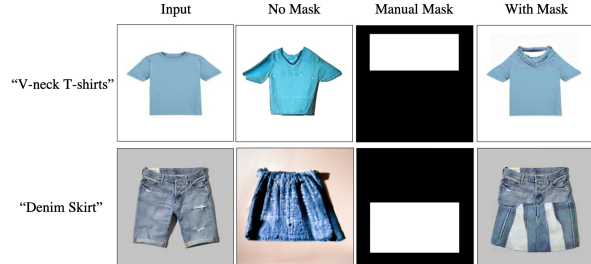 Input No Mask Manual Mask With Mask
“V-neck T-shirts”
“Denim Skirt”